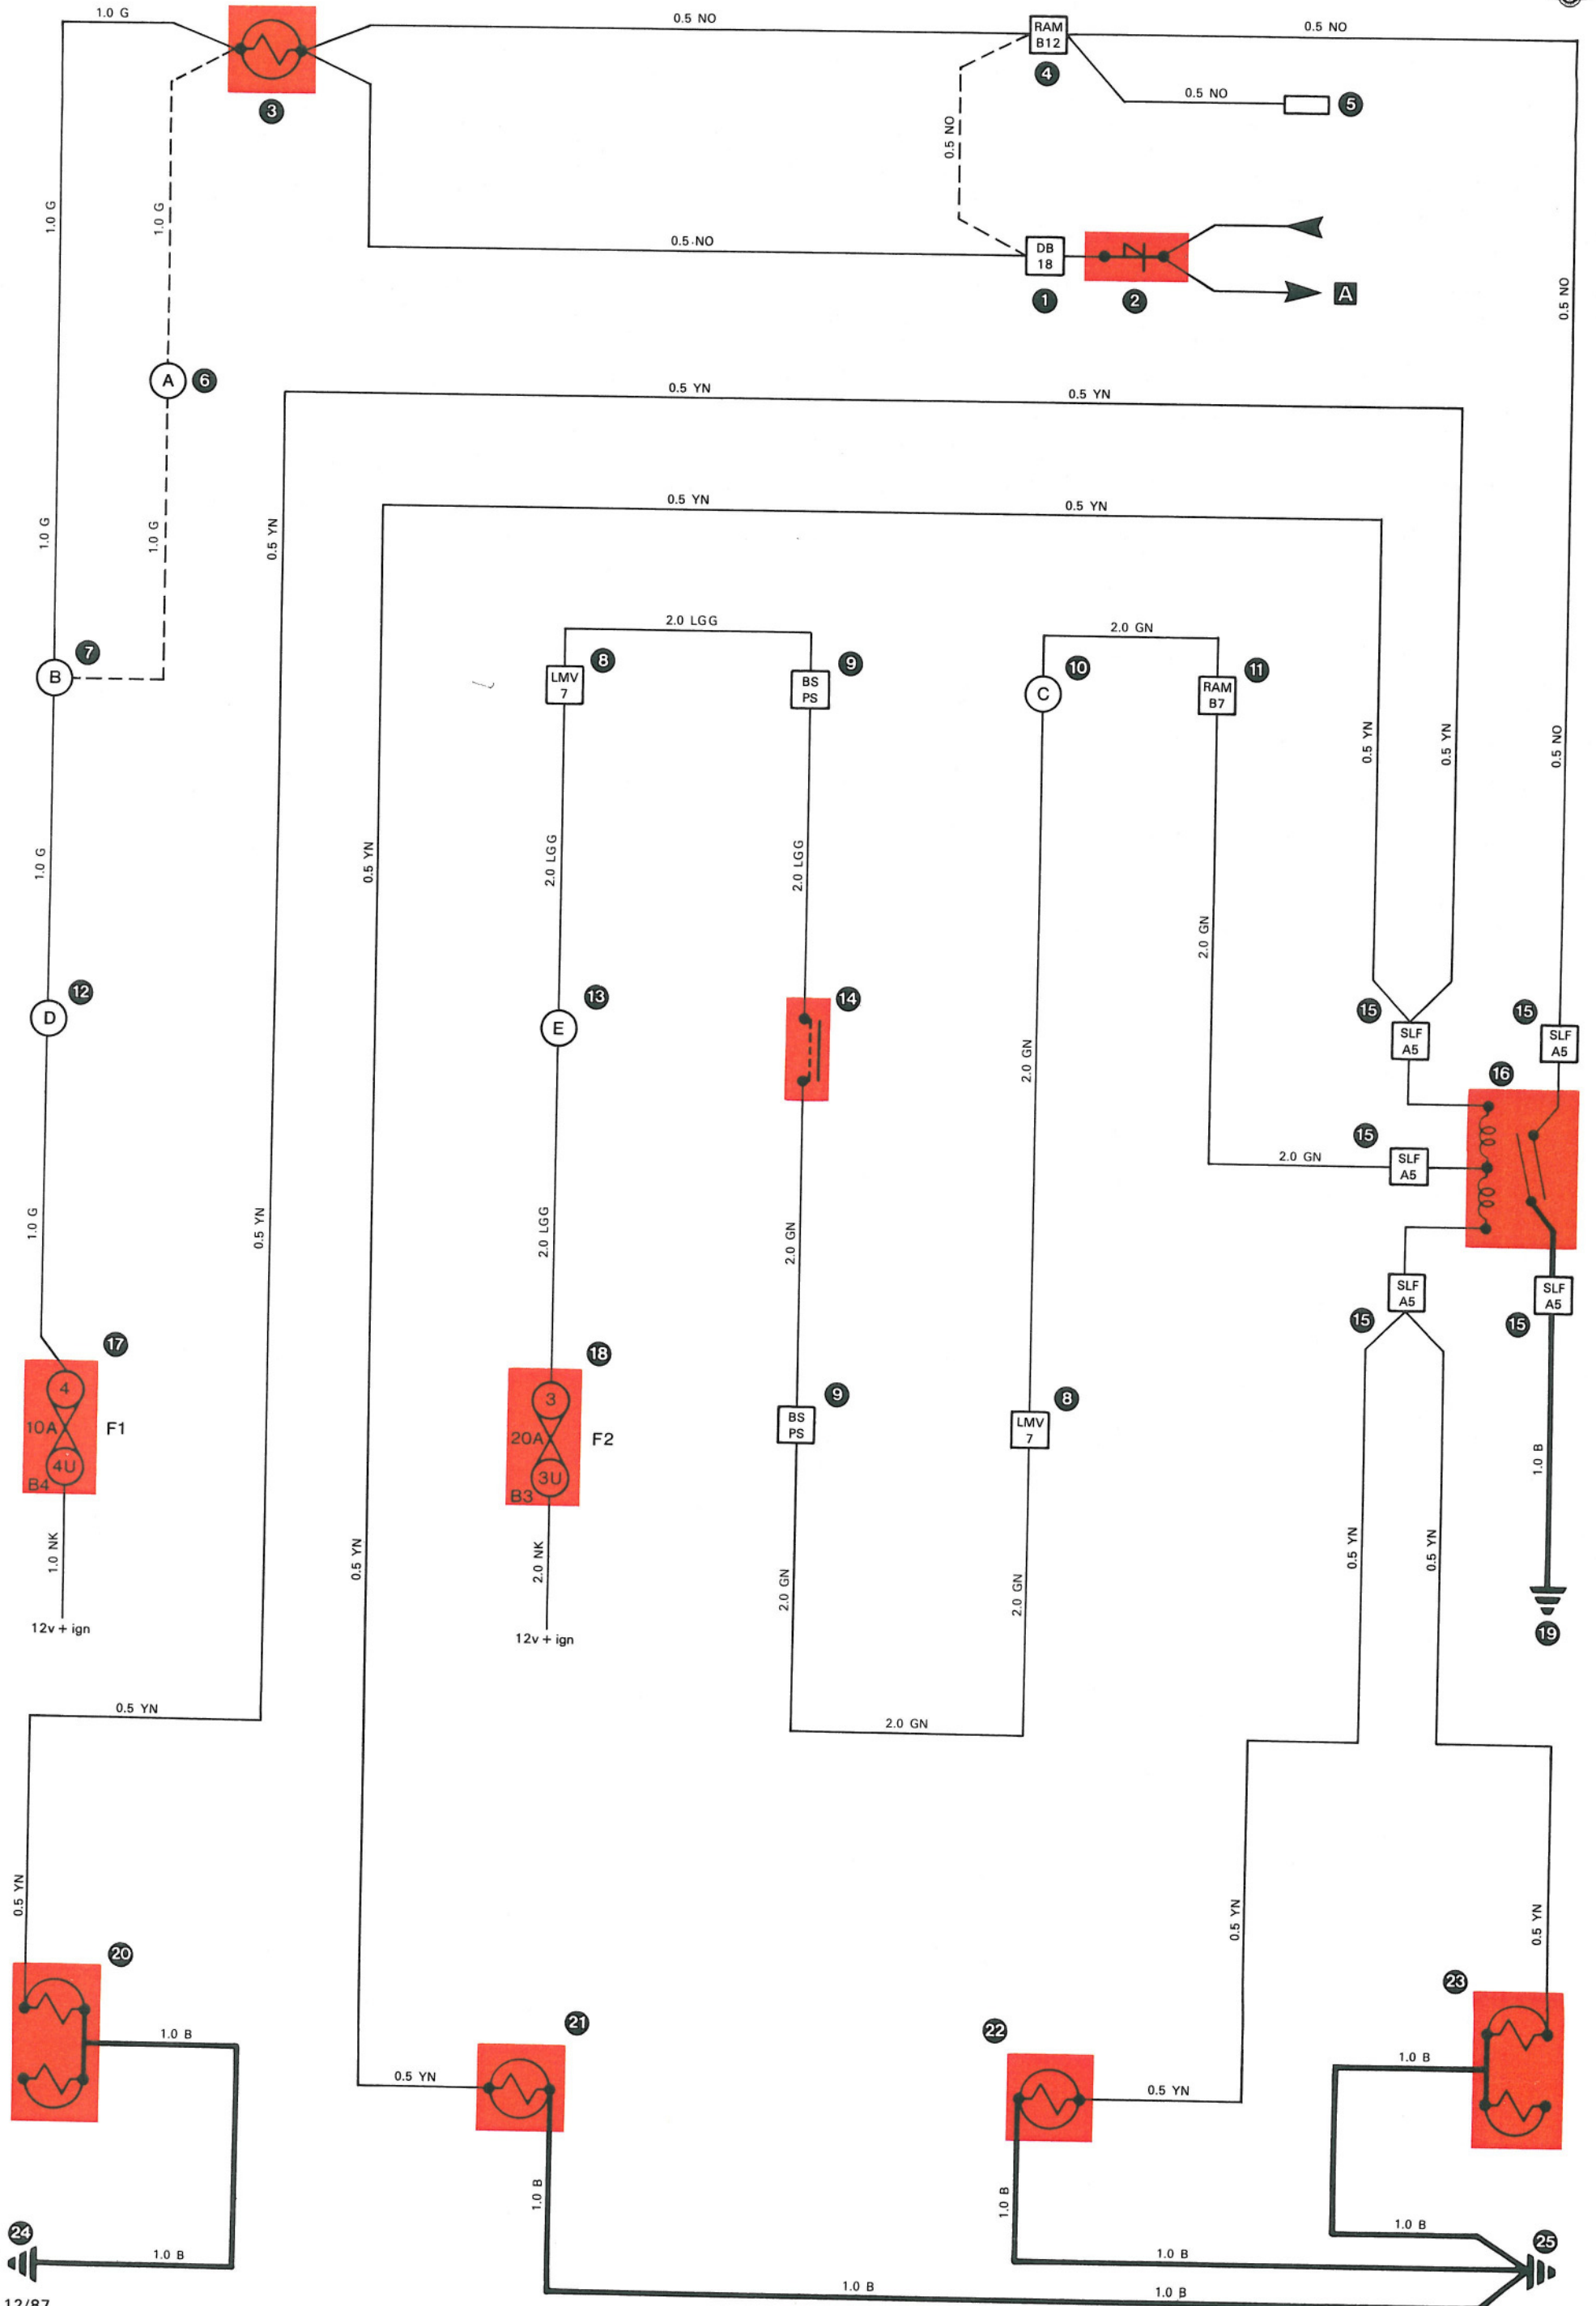 1.0 G
0.5 NO
RAM
B12
0.5 NO
3
4
0.5 NO
5
0.5 NO
1.0 G
1.0 G
0.5 NO
DB
18
A
1
2
0.5 NO
A
6
0.5 YN
0.5 YN
0.5 YN
0.5 YN
1.0 G
1.0 G
0.5 YN
7
B
2.0 LGG
8
LMV
7
9
BS
PS
2.0 GN
10
C
11
RAM
B7
0.5 YN
0.5 YN
0.5 NO
1.0 G
0.5 YN
2.0 LGG
2.0 LGG
2.0 GN
12
D
13
E
14
2.0 GN
15
SLF
A5
15
SLF
A5
16
15
2.0 GN
SLF
A5
1.0 G
0.5 YN
2.0 LGG
2.0 GN
SLF
A5
15
SLF
A5
15
17
4
10A
4U
B4
F1
18
3
20A
3U
B3
F2
9
BS
PS
8
LMV
7
1.0 B
1.0 NK
12v + ign
0.5 YN
2.0 NK
12v + ign
2.0 GN
2.0 GN
0.5 YN
0.5 YN
19
0.5 YN
2.0 GN
0.5 YN
0.5 YN
0.5 YN
20
21
22
23
1.0 B
0.5 YN
0.5 YN
1.0 B
1.0 B
1.0 B
24
1.0 B
1.0 B
1.0 B
25
1.0 B
1.0 B
12/87